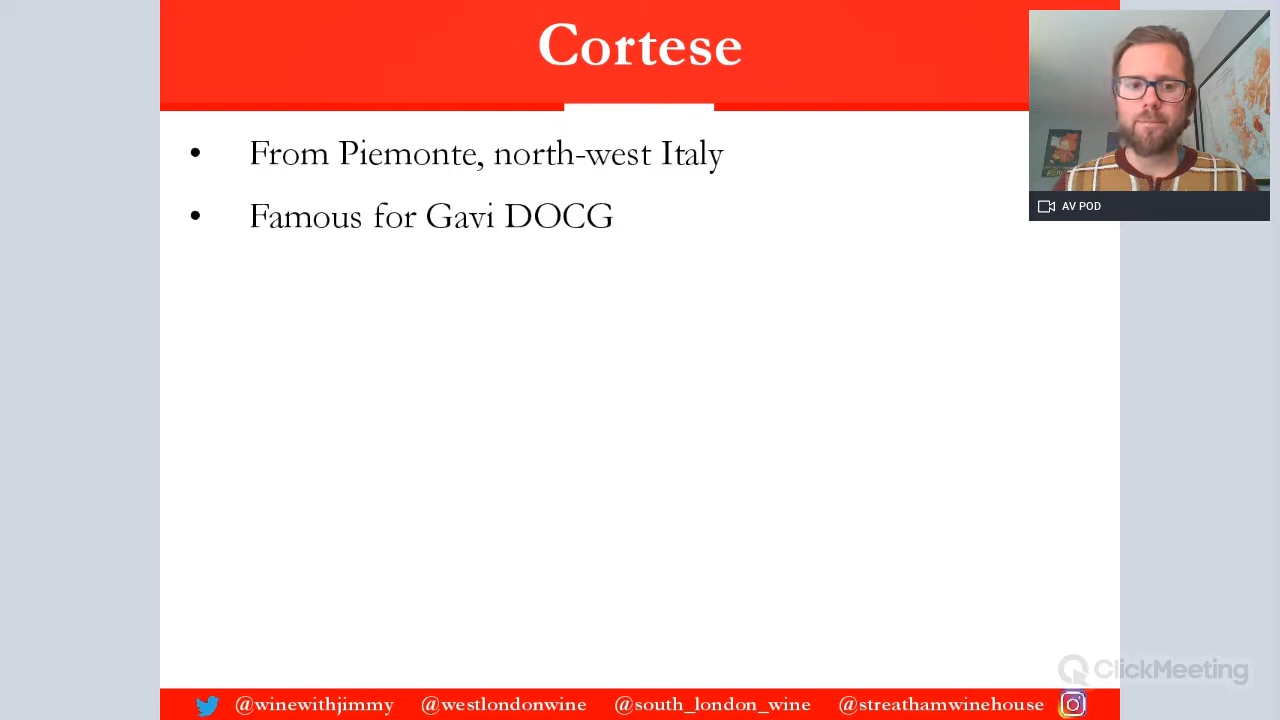 Cortese
• From Piemonte, north-west Italy
• Famous for Gavi DOCG
AV POD
ClickMeeting
@winewithjimmy @westlondonwine @south_london_wine @streathamwinehouse